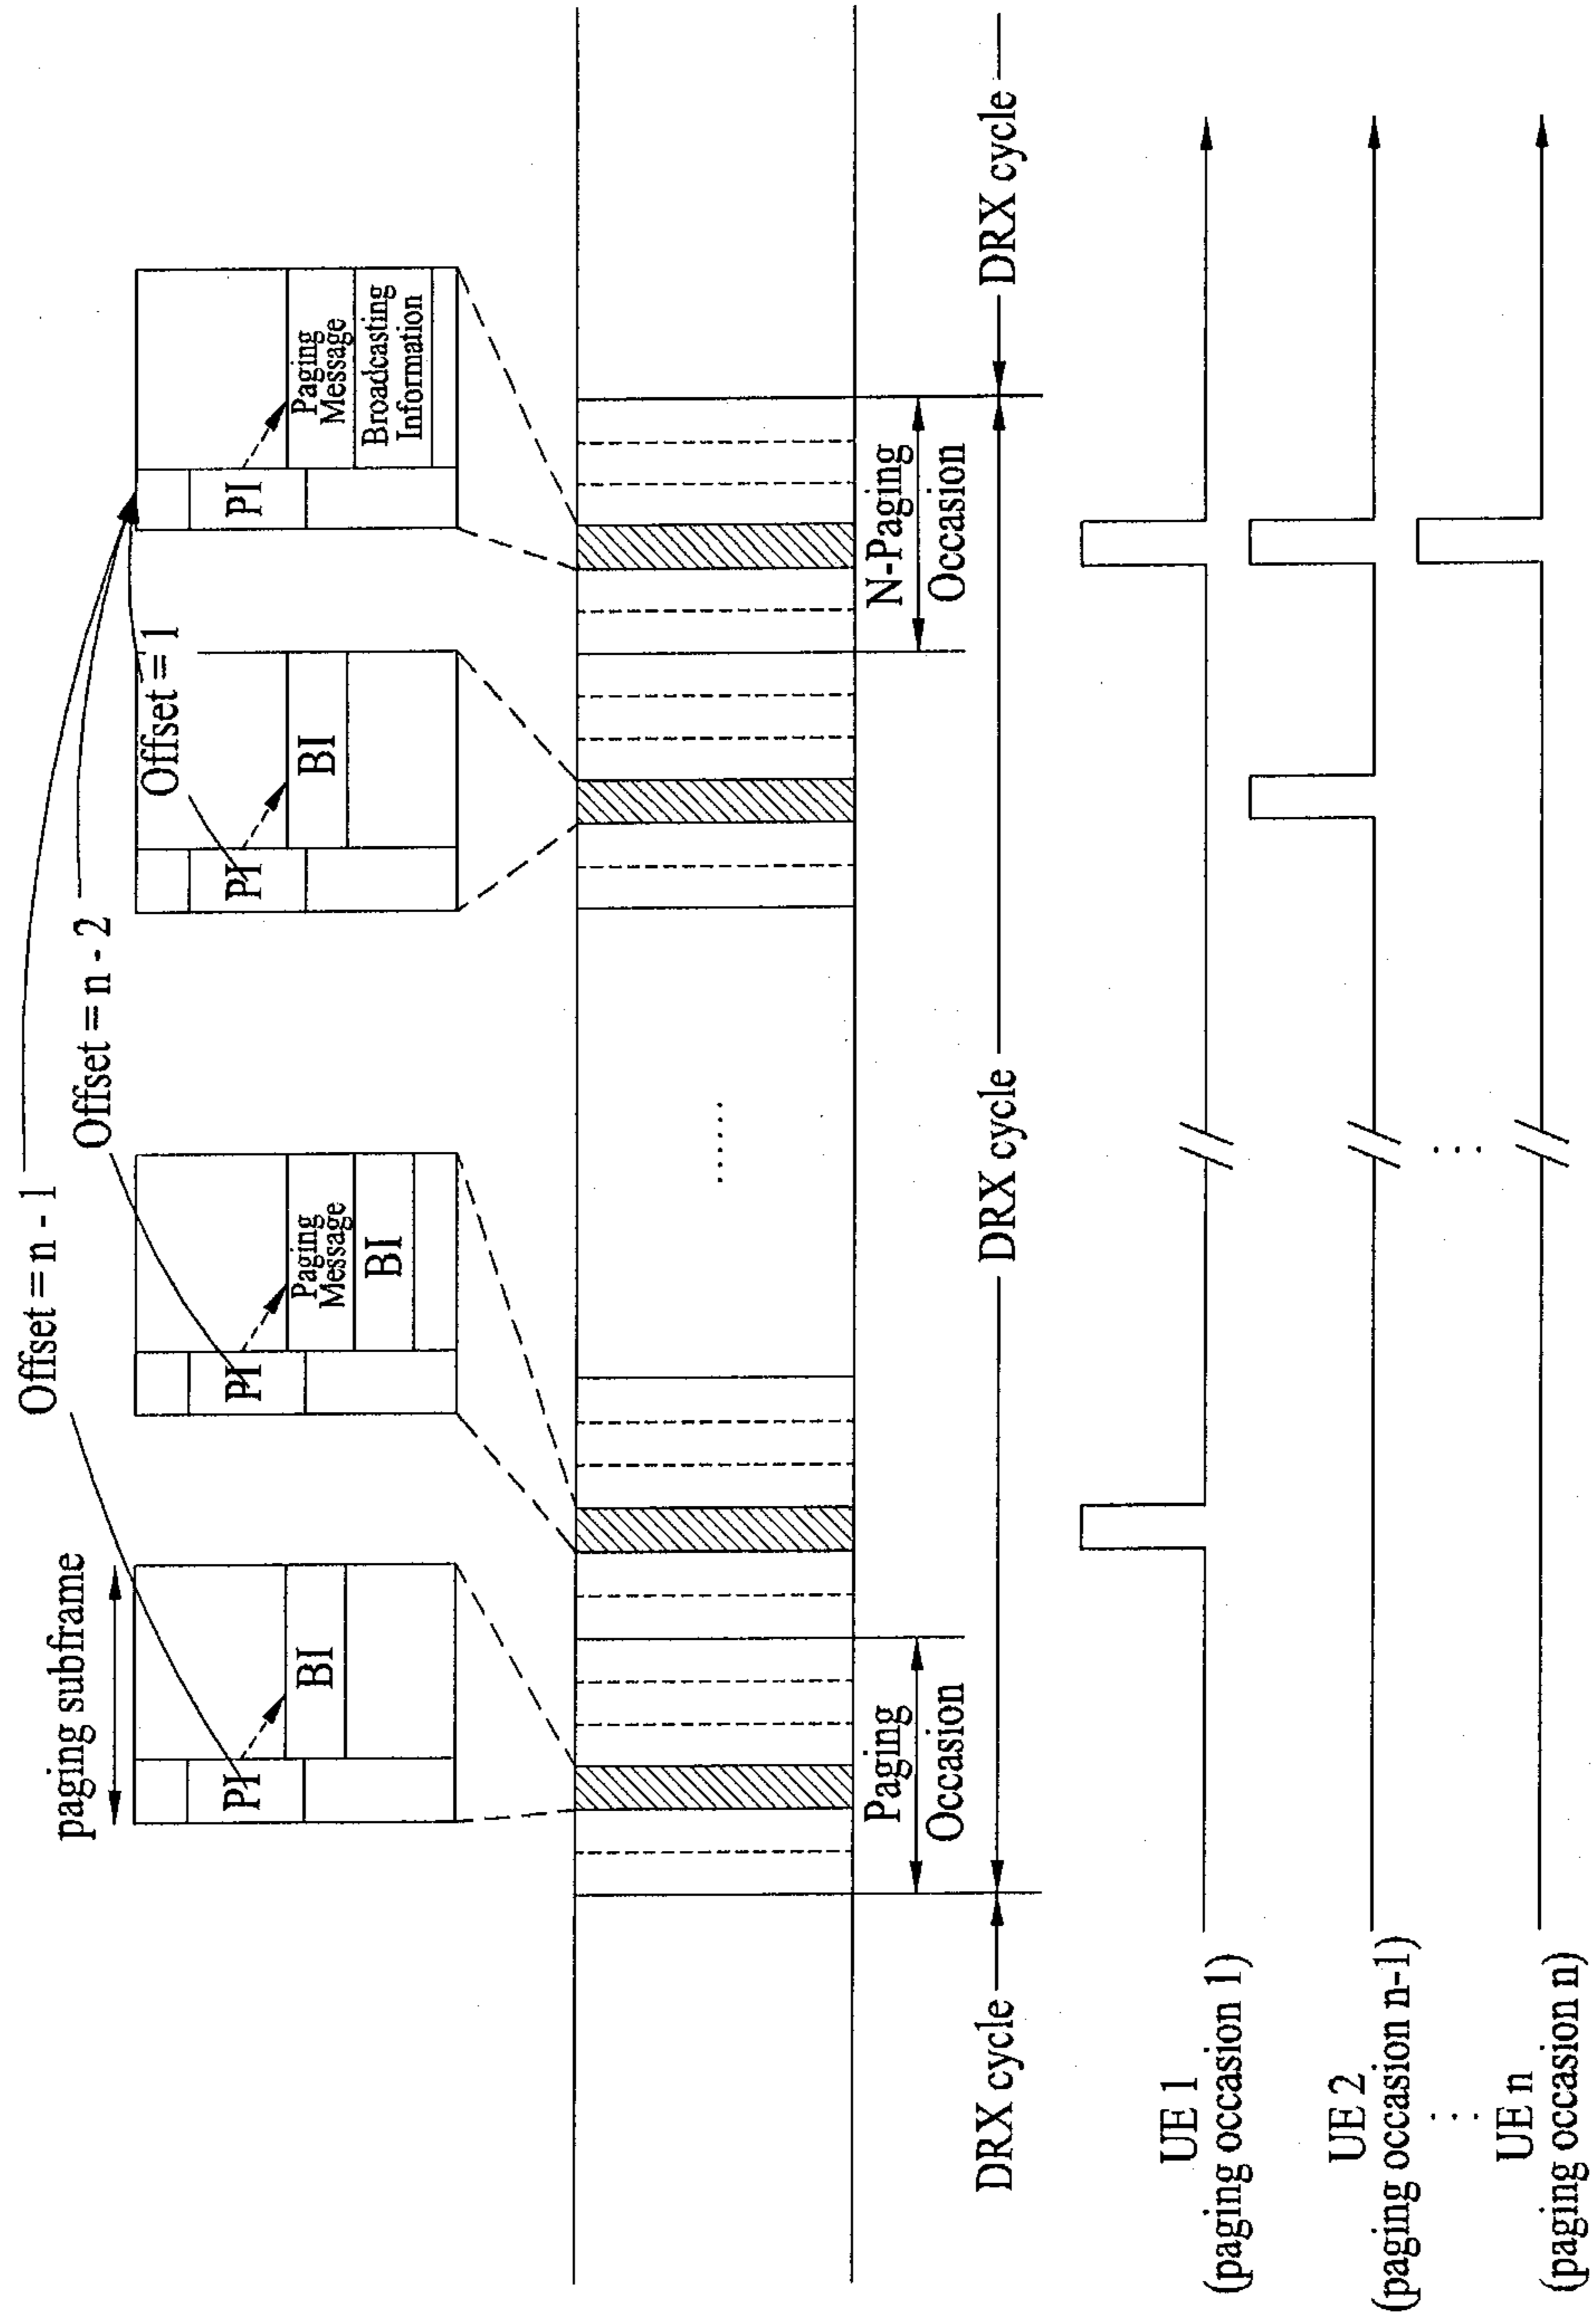 Offset = n - 1
Offset = n - 2
paging subframe
PI
BI
PI
Paging
Message
BI
Offset = 1
PI
BI
PI
Paging
Message
Broadcasting
Information
......
Paging
Occasion
N-Paging
Occasion
DRX cycle
DRX cycle
DRX cycle
UE 1
(paging occasion 1)
UE 2
(paging occasion n-1)
UE n
(paging occasion n)